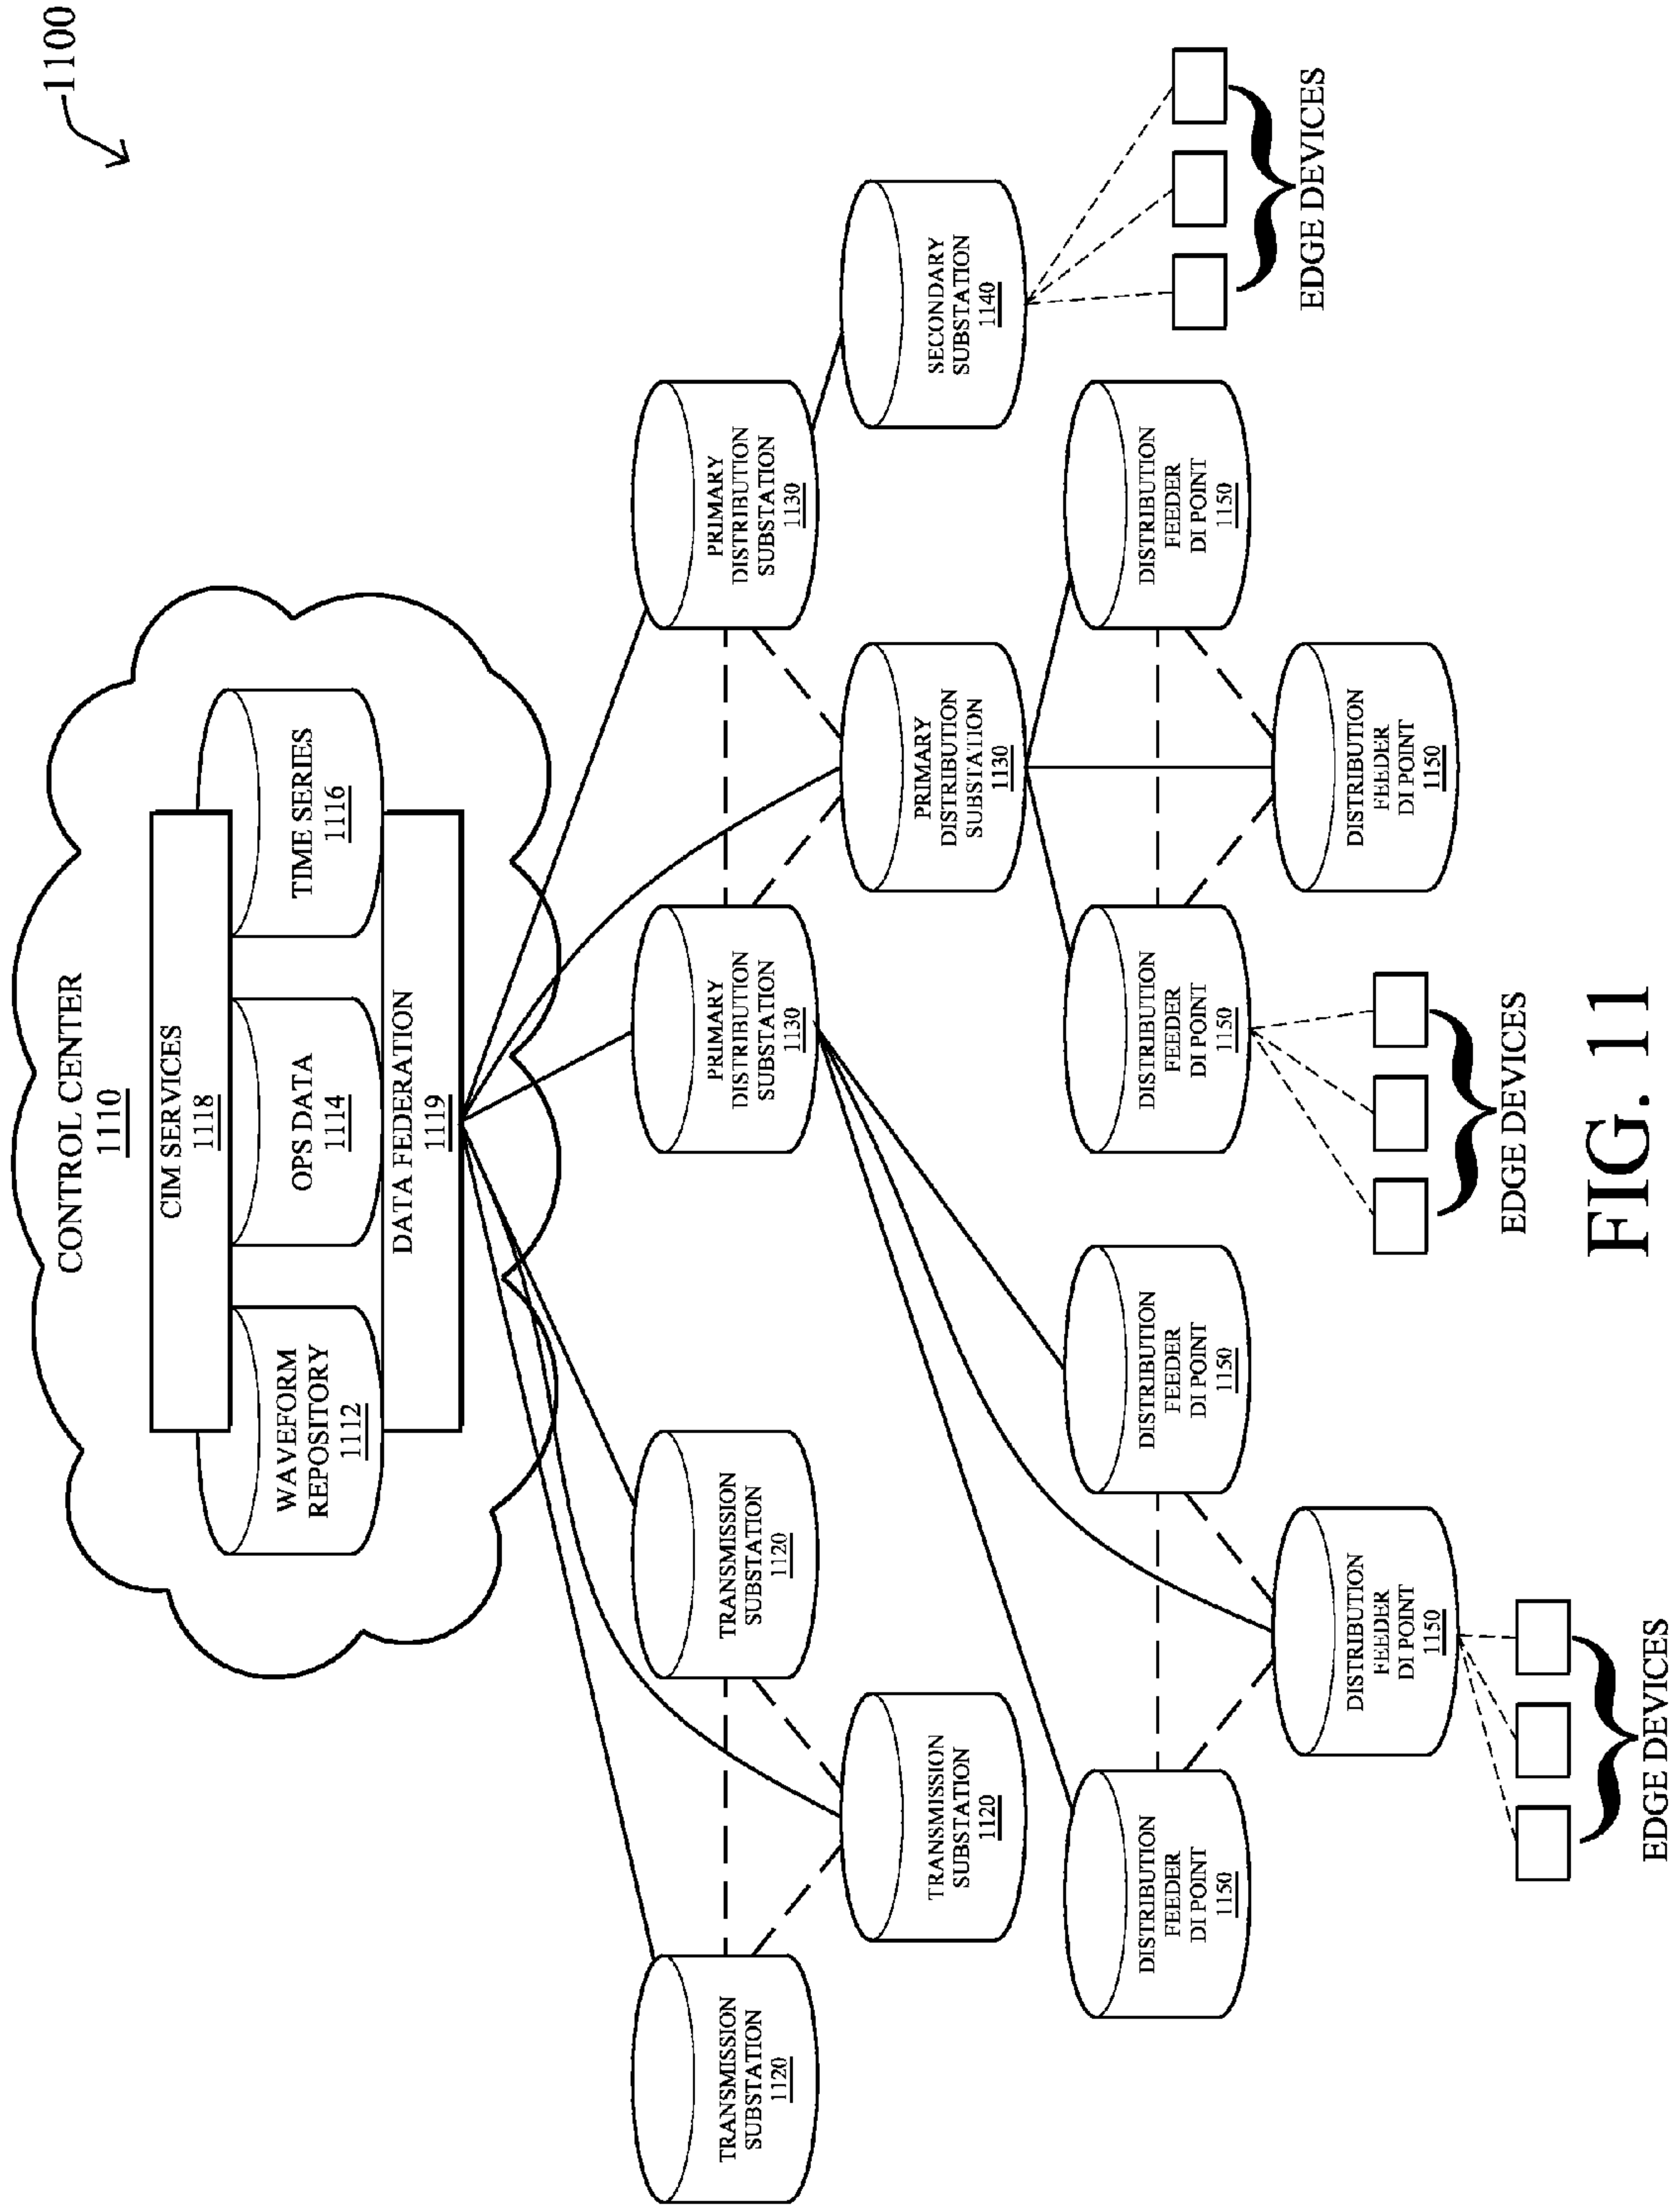 1100
CONTROL CENTER
1110
CIM SERVICES
1118
WAVEFORM
REPOSITORY
1112
OPS DATA
1114
TIME SERIES
1116
DATA FEDERATION
1119
TRANSMISSION
SUBSTATION
1120
TRANSMISSION
SUBSTATION
1120
PRIMARY
DISTRIBUTION
SUBSTATION
1130
PRIMARY
DISTRIBUTION
SUBSTATION
1130
TRANSMISSION
SUBSTATION
1120
PRIMARY
DISTRIBUTION
SUBSTATION
1130
SECONDARY
SUBSTATION
1140
DISTRIBUTION
FEEDER
DI POINT
1150
DISTRIBUTION
FEEDER
DI POINT
1150
DISTRIBUTION
FEEDER
DI POINT
1150
DISTRIBUTION
FEEDER
DI POINT
1150
EDGE DEVICES
DISTRIBUTION
FEEDER
DI POINT
1150
DISTRIBUTION
FEEDER
DI POINT
1150
EDGE DEVICES
EDGE DEVICES
FIG. 11